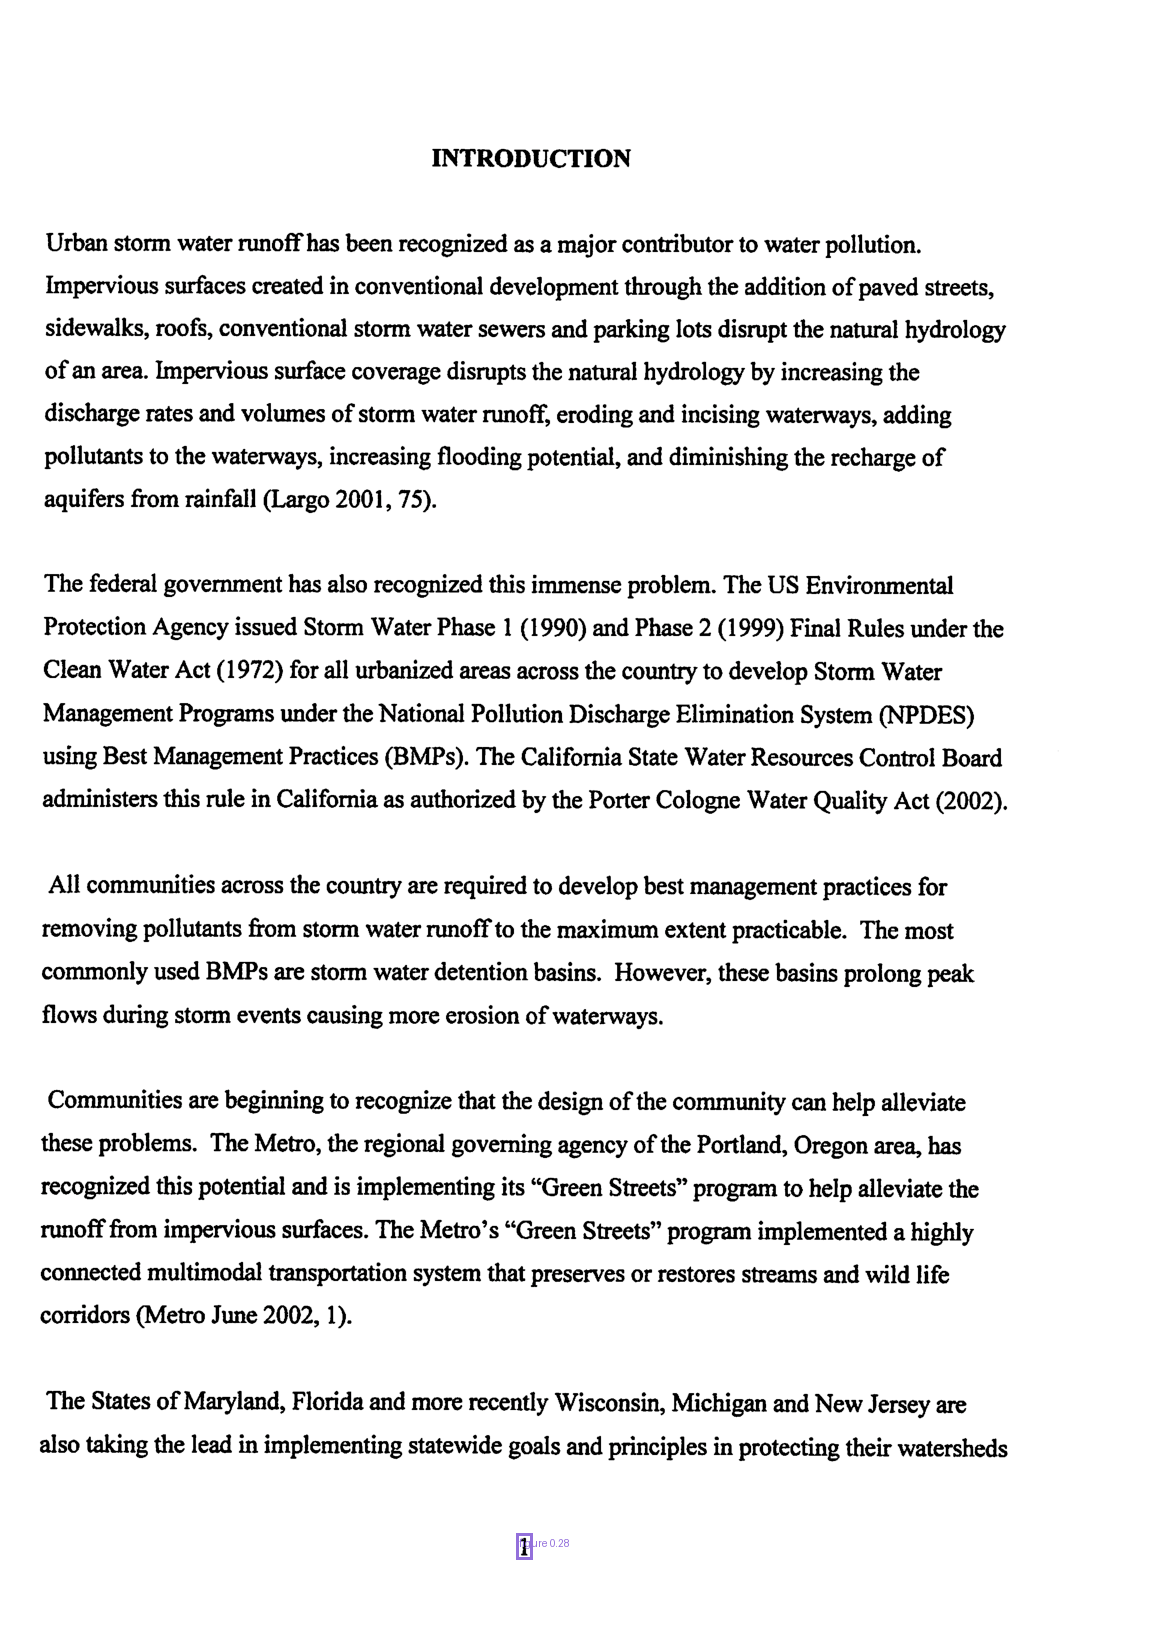 INTRODUCTION
Urban storm water runoff has been recognized as a major contributor to water pollution.
Impervious surfaces created in conventional development through the addition of paved streets,
sidewalks, roofs, conventional storm water sewers and parking lots disrupt the natural hydrology
of an area. Impervious surface coverage disrupts the natural hydrology by increasing the
discharge rates and volumes of storm water runoff, eroding and incising waterways, adding
pollutants to the waterways, increasing flooding potential, and diminishing the recharge of
aquifers from rainfall (Largo 2001, 75).
The federal government has also recognized this immense problem. The US Environmental
Protection Agency issued Storm Water Phase 1 (1990) and Phase 2 (1999) Final Rules under the
Clean Water Act (1972) for all urbanized areas across the country to develop Storm Water
Management Programs under the National Pollution Discharge Elimination System (NPDES)
using Best Management Practices (BMPs). The California State Water Resources Control Board
administers this rule in California as authorized by the Porter Cologne Water Quality Act (2002).
All communities across the country are required to develop best management practices for
removing pollutants from storm water runoff to the maximum extent practicable. The most
commonly used BMPs are storm water detention basins. However, these basins prolong peak
flows during storm events causing more erosion of waterways.
Communities are beginning to recognize that the design of the community can help alleviate
these problems. The Metro, the regional governing agency of the Portland, Oregon area, has
recognized this potential and is implementing its “Green Streets” program to help alleviate the
runoff from impervious surfaces. The Metro’s “Green Streets” program implemented a highly
connected multimodal transportation system that preserves or restores streams and wild life
corridors (Metro June 2002, 1).
The States of Maryland, Florida and more recently Wisconsin, Michigan and New Jersey are
also taking the lead in implementing statewide goals and principles in protecting their watersheds
1 0.28